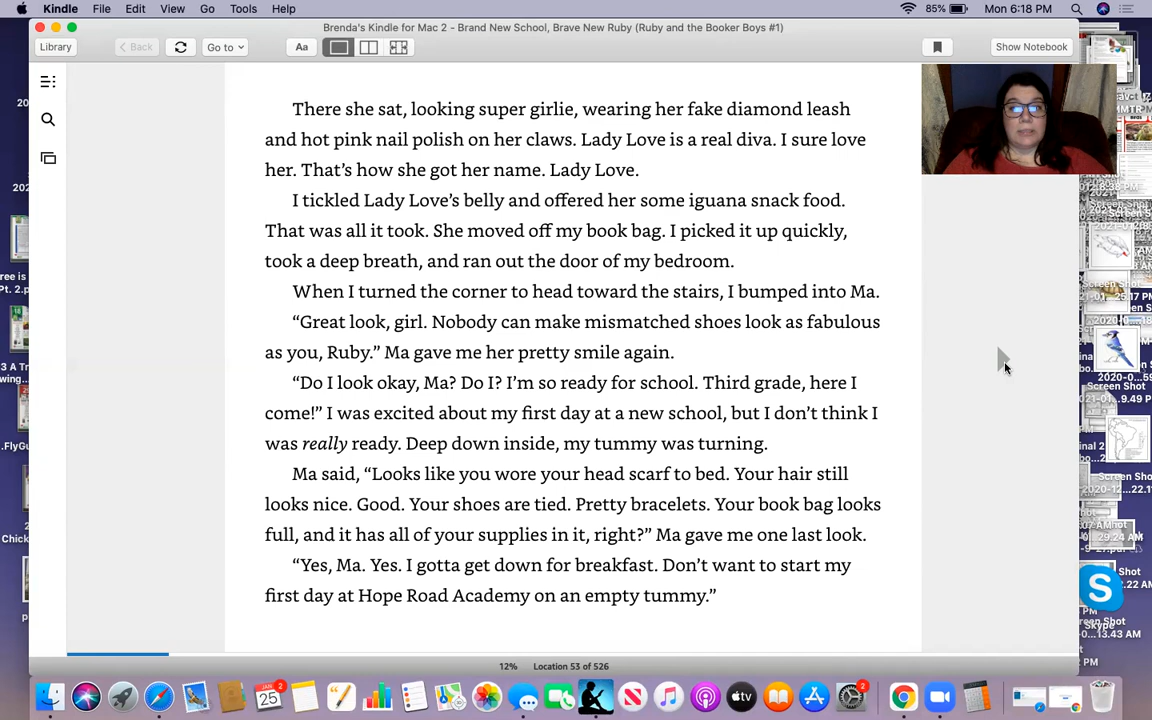 Kindle File Edit View Go Tools Help 85% Mon 6:18 PM
Brenda's Kindle for Mac 2 - Brand New School, Brave New Ruby (Ruby and the Booker Boys #1)
Library Back Go to Aa Show Notebook
There she sat, looking super girlie, wearing her fake diamond leash
and hot pink nail polish on her claws. Lady Love is a real diva. I sure love
her. That’s how she got her name. Lady Love.
I tickled Lady Love’s belly and offered her some iguana snack food.
That was all it took. She moved off my book bag. I picked it up quickly,
took a deep breath, and ran out the door of my bedroom.
When I turned the corner to head toward the stairs, I bumped into Ma.
“Great look, girl. Nobody can make mismatched shoes look as fabulous
as you, Ruby.” Ma gave me her pretty smile again.
“Do I look okay, Ma? Do I? I’m so ready for school. Third grade, here I
come!” I was excited about my first day at a new school, but I don’t think I
was really ready. Deep down inside, my tummy was turning.
Ma said, “Looks like you wore your head scarf to bed. Your hair still
looks nice. Good. Your shoes are tied. Pretty bracelets. Your book bag looks
full, and it has all of your supplies in it, right?” Ma gave me one last look.
“Yes, Ma. Yes. I gotta get down for breakfast. Don’t want to start my
first day at Hope Road Academy on an empty tummy.”
12% Location 53 of 526
Screen Shot
Skype
JAN
25
2
tv
2